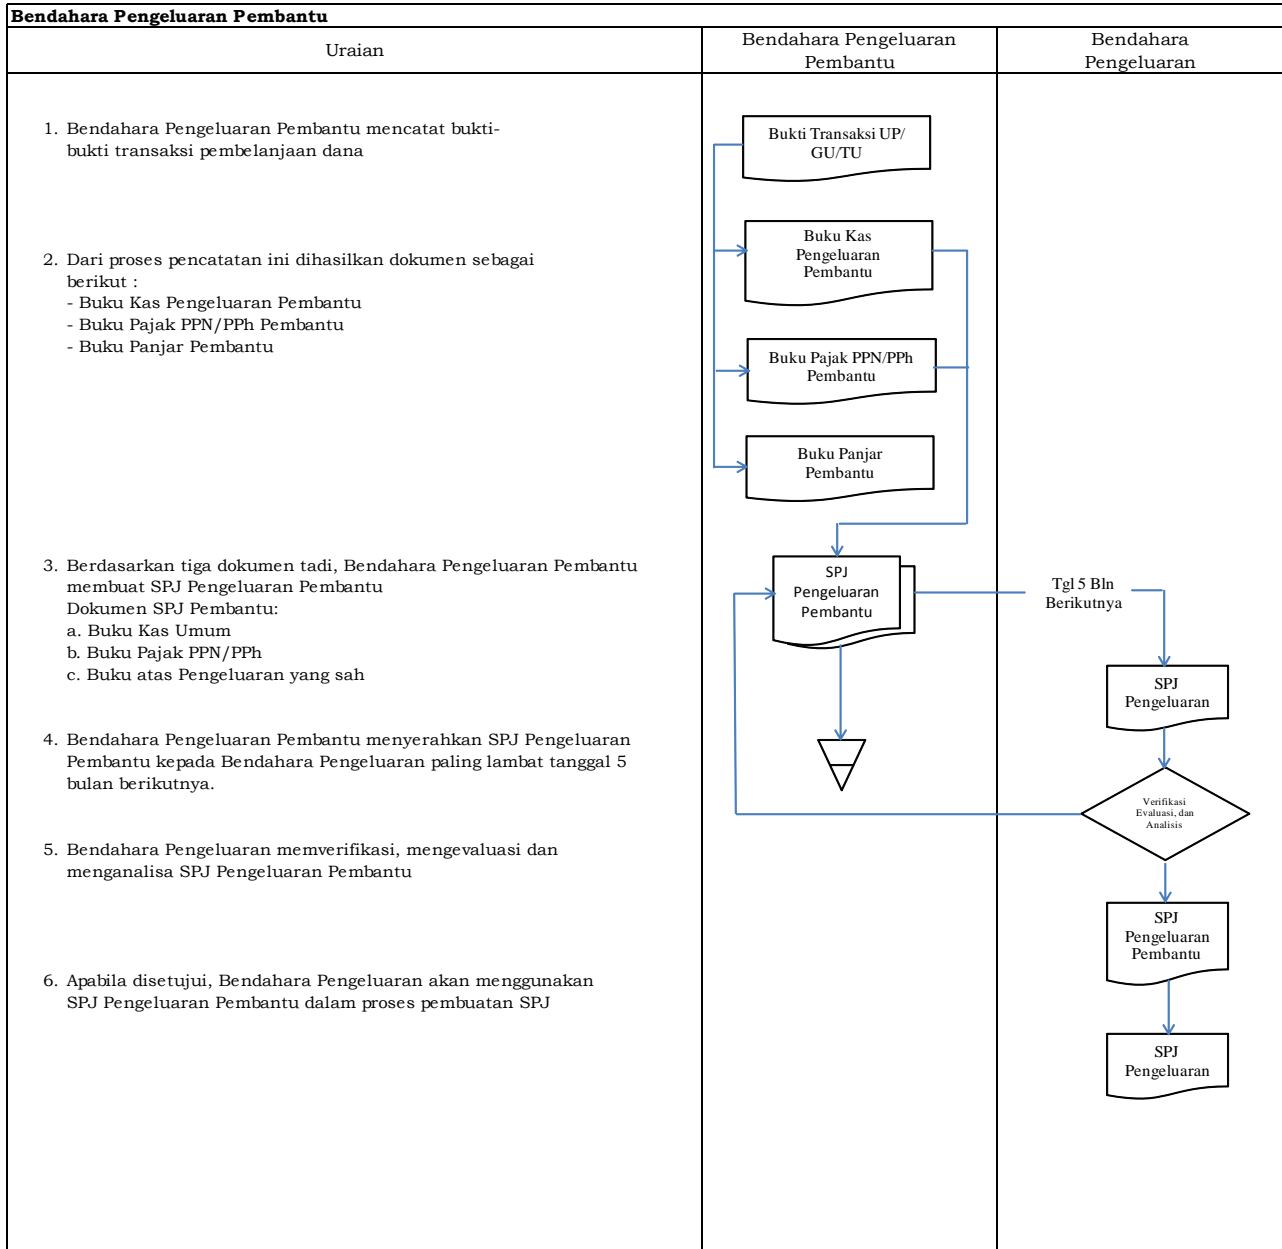 Bendahara Pengeluaran Pembantu
Uraian
Bendahara Pengeluaran
Pembantu
Bendahara
Pengeluaran
1. Bendahara Pengeluaran Pembantu mencatat bukti-
bukti transaksi pembelanjaan dana
2. Dari proses pencatatan ini dihasilkan dokumen sebagai
berikut :
- Buku Kas Pengeluaran Pembantu
- Buku Pajak PPN/PPh Pembantu
- Buku Panjar Pembantu
3. Berdasarkan tiga dokumen tadi, Bendahara Pengeluaran Pembantu
membuat SPJ Pengeluaran Pembantu
Dokumen SPJ Pembantu:
a. Buku Kas Umum
b. Buku Pajak PPN/PPh
c. Buku atas Pengeluaran yang sah
4. Bendahara Pengeluaran Pembantu menyerahkan SPJ Pengeluaran
Pembantu kepada Bendahara Pengeluaran paling lambat tanggal 5
bulan berikutnya.
5. Bendahara Pengeluaran memverifikasi, mengevaluasi dan
menganalisa SPJ Pengeluaran Pembantu
6. Apabila disetujui, Bendahara Pengeluaran akan menggunakan
SPJ Pengeluaran Pembantu dalam proses pembuatan SPJ
Bukti Transaksi UP/
GU/TU
Buku Kas
Pengeluaran
Pembantu
Buku Pajak PPN/PPh
Pembantu
Buku Panjar
Pembantu
SPJ
Pengeluaran
Pembantu
Tgl 5 Bln
Berikutnya
SPJ
Pengeluaran
Verifikasi
Evaluasi, dan
Analisis
SPJ
Pengeluaran
Pembantu
SPJ
Pengeluaran